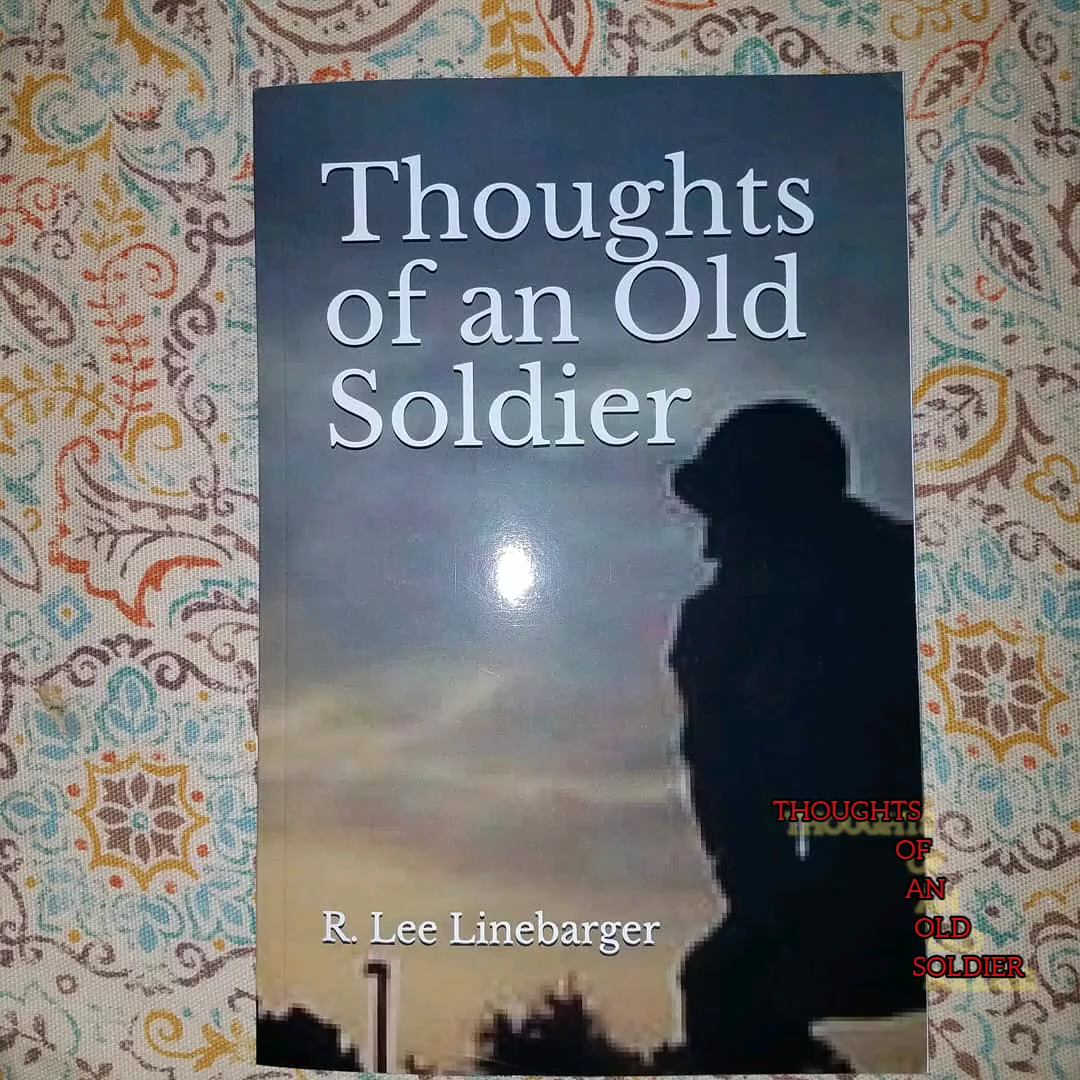 Thoughts
of an Old
Soldier
R. Lee Linebarger
THOUGHTS
OF
AN
OLD
SOLDIER